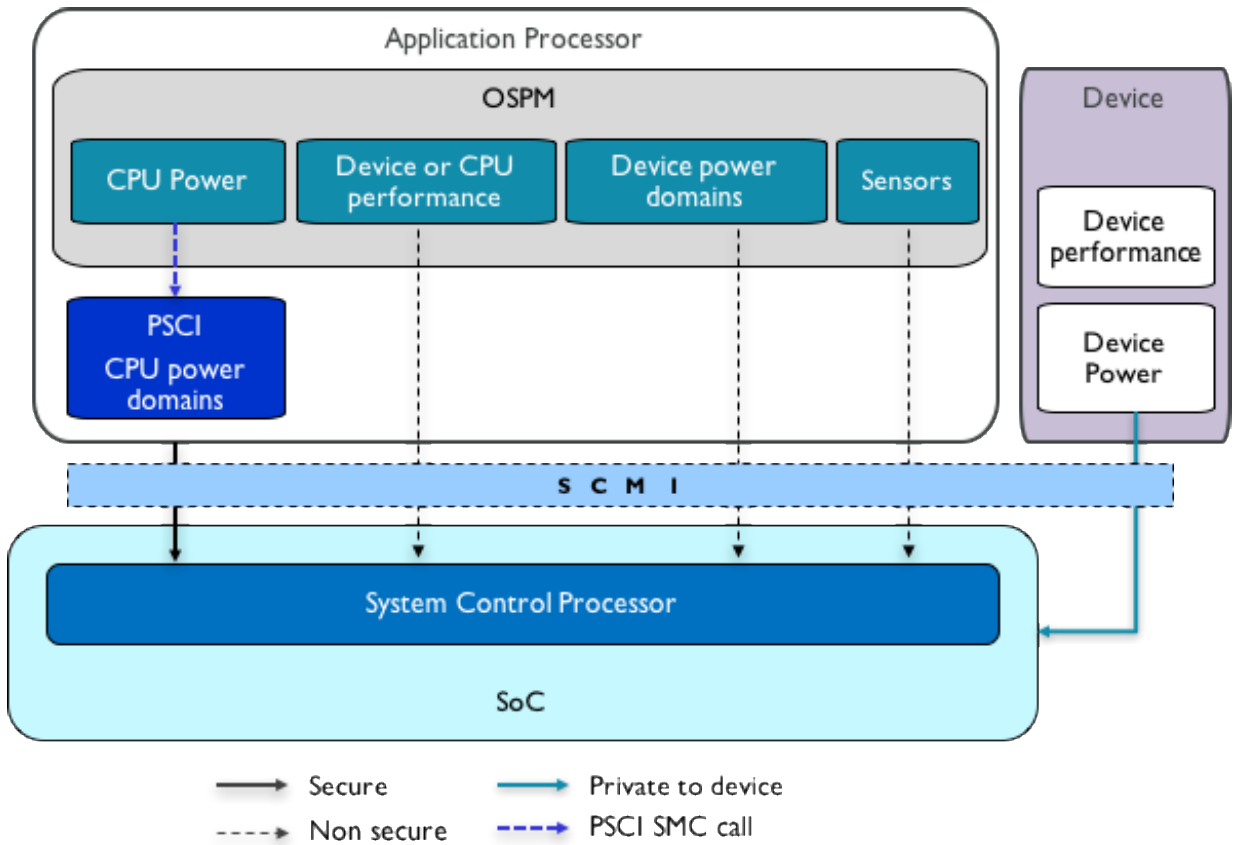 Application Processor
OSPM
CPU Power
Device or CPU
performance
Device power
domains
Sensors
PSCI
CPU power
domains
Device
Device
performance
Device
Power
S C M I
System Control Processor
SoC
Secure
Private to device
Non secure
PSCI SMC call